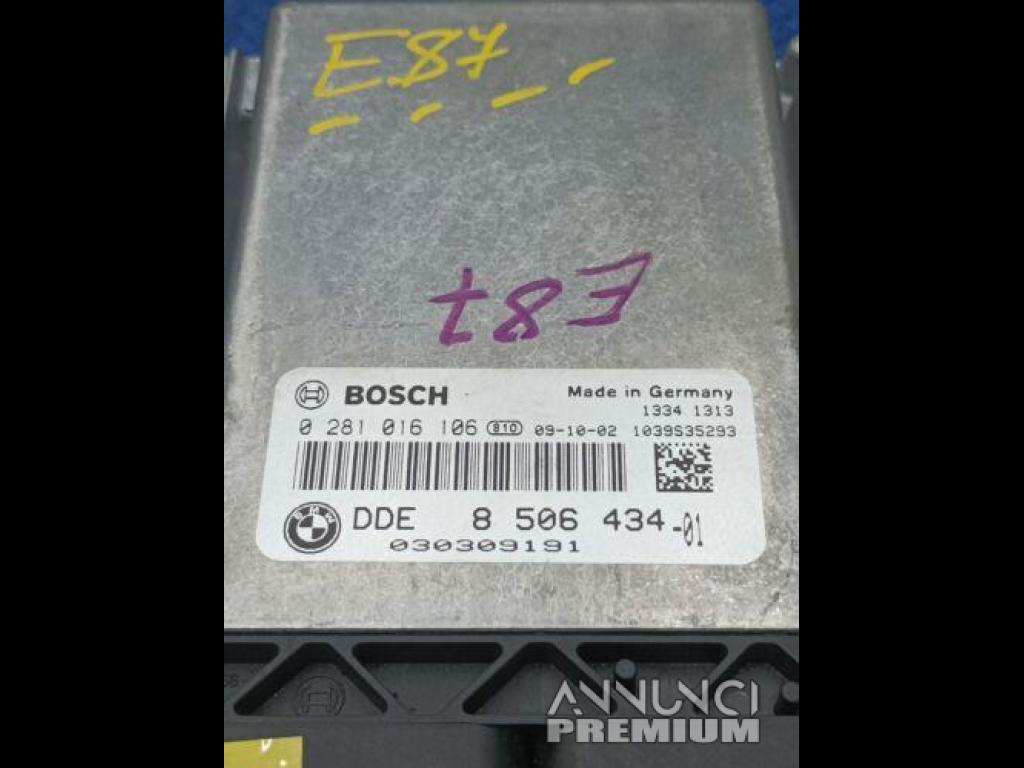 E87
E87
BOSCH Made in Germany
1334 1313
0 281 016 106 810 09-10-02 1039S35293
BMW DDE 8 506 434-01
030309191
ANNUNCI
PREMIUM